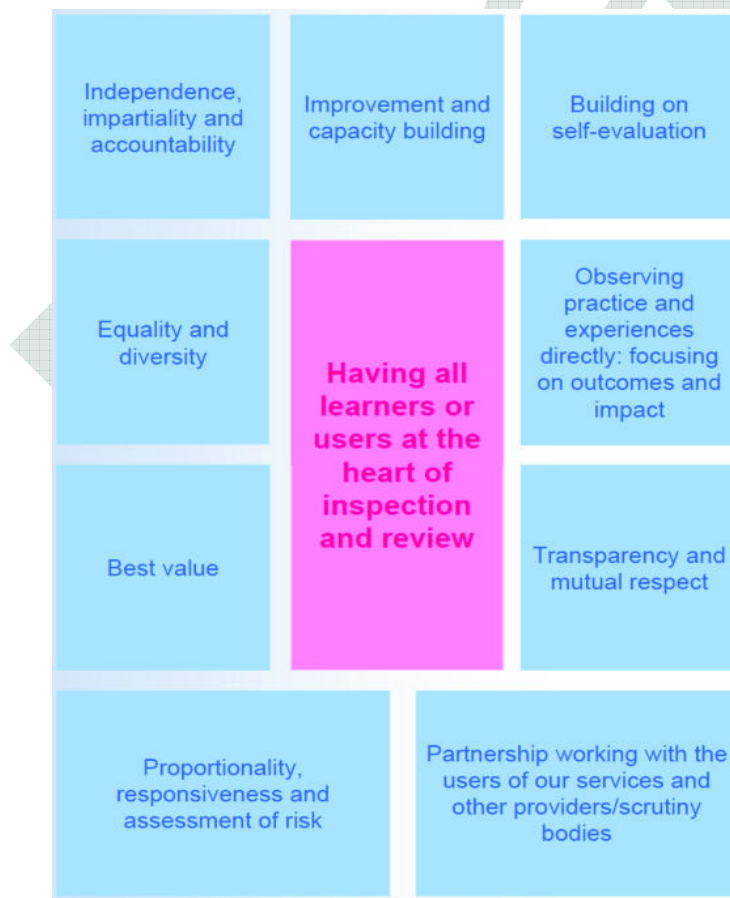 Independence,
impartiality and
accountability
Improvement and
capacity building
Building on
self-evaluation
Equality and
diversity
Having all
learners or
users at the
heart of
inspection
and review
Observing
practice and
experiences
directly: focusing
on outcomes and
impact
Best value
Transparency and
mutual respect
Proportionality,
responsiveness and
assessment of risk
Partnership working with the
users of our services and
other providers/scrutiny
bodies